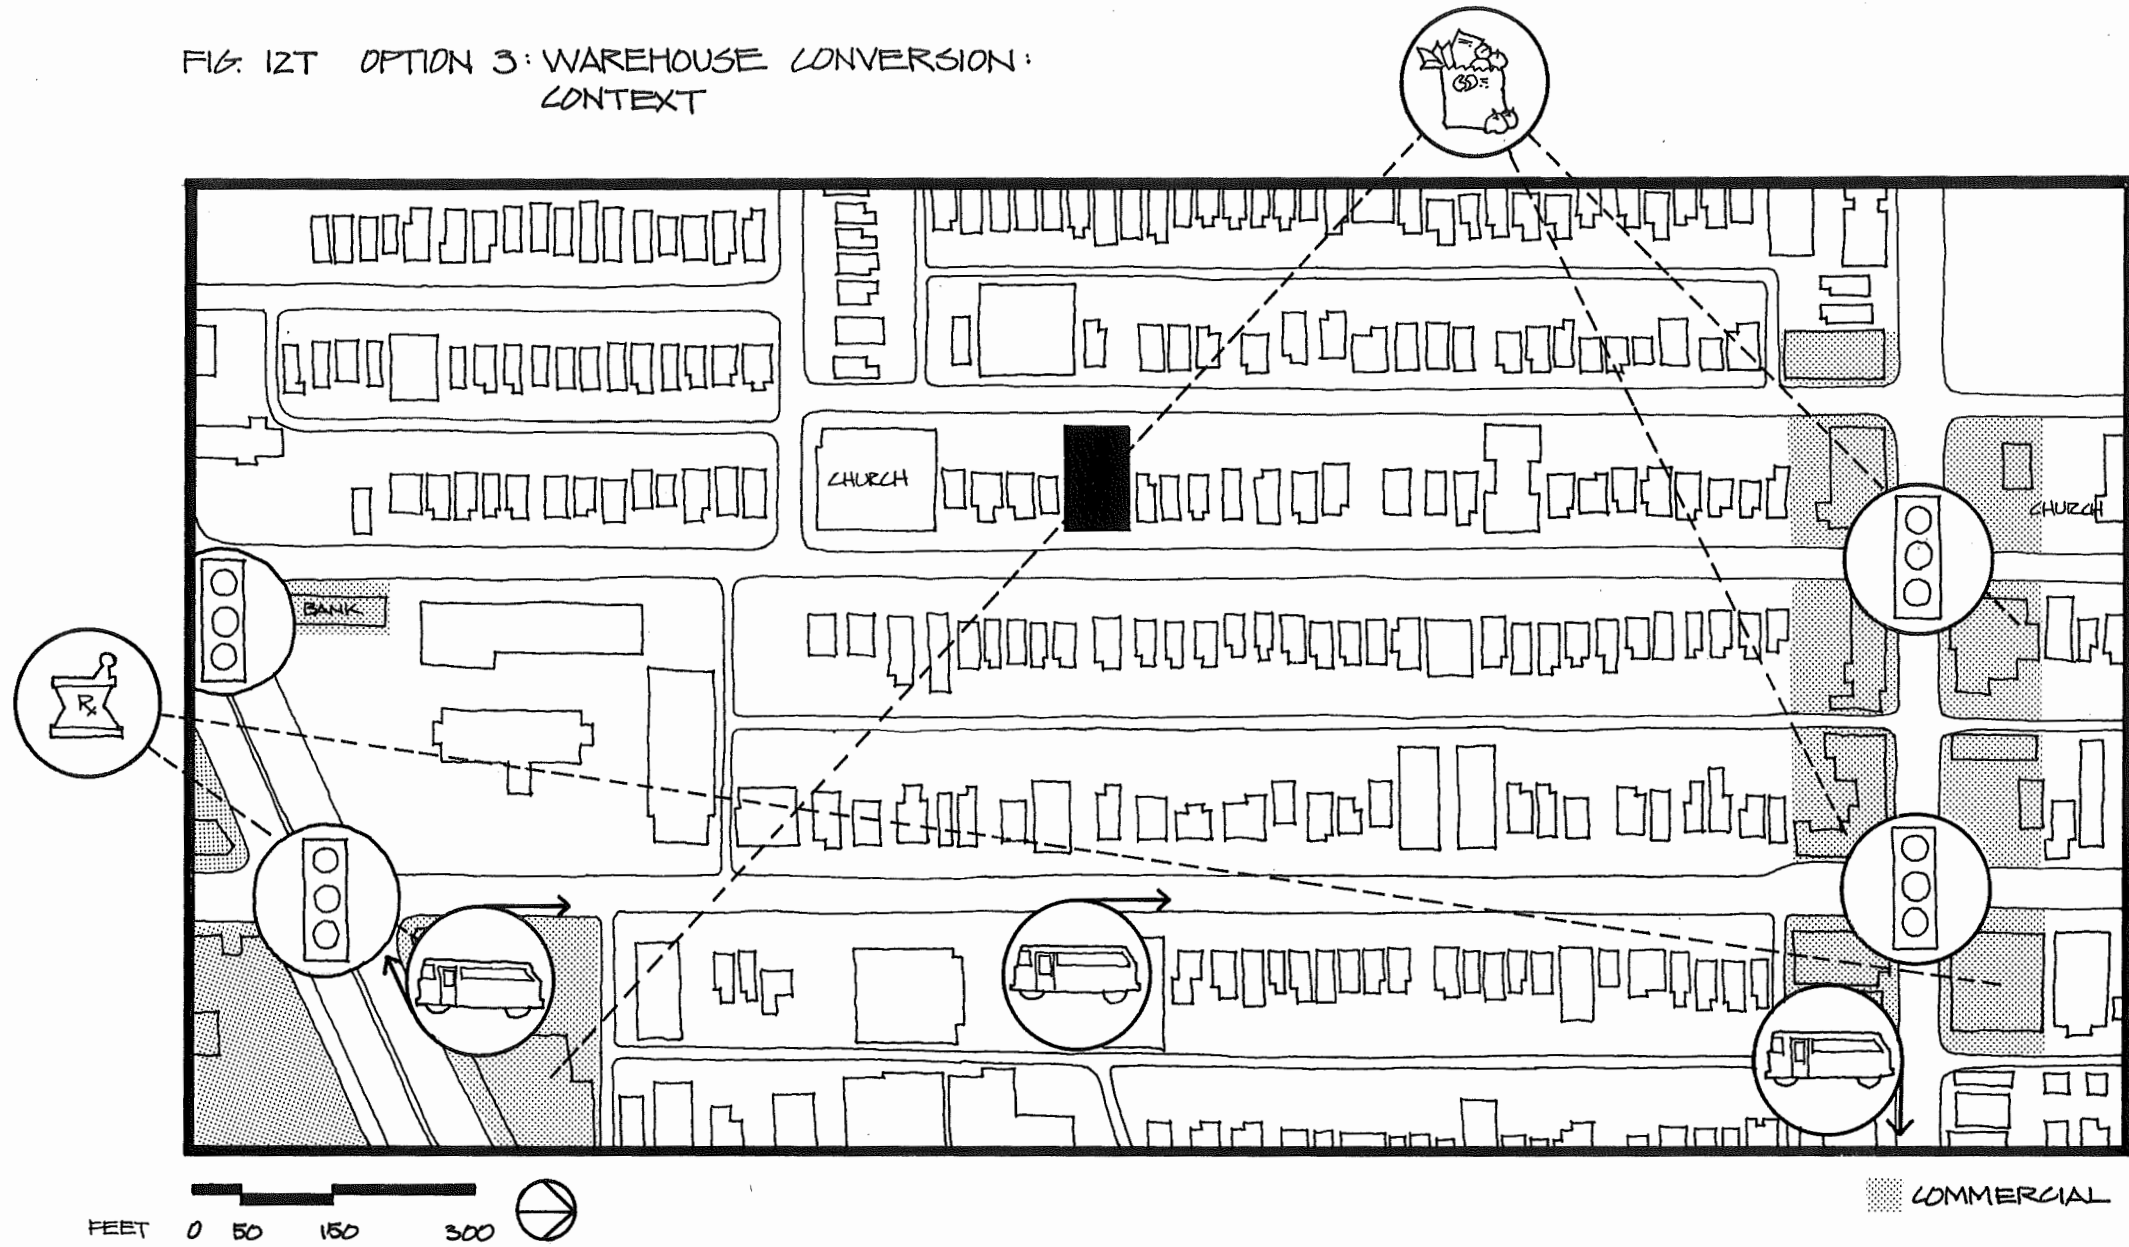 FIG. 12T OPTION 3: WAREHOUSE CONVERSION:
CONTEXT
CHURCH
CHURCH
BANK
Rx
FEET 0 50 150 300
COMMERCIAL